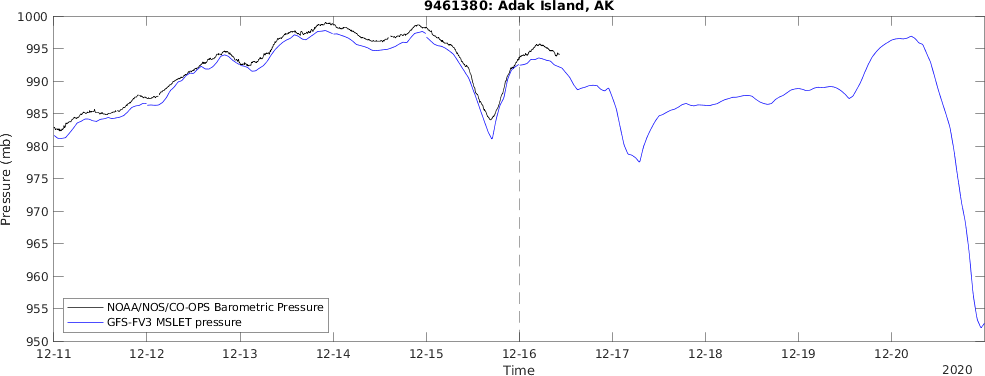 9461380: Adak Island, AK
1000
995
990
985
980
975
970
965
960
955
950
Pressure (mb)
NOAA/NOS/CO-OPS Barometric Pressure
GFS-FV3 MSLET pressure
12-11 12-12 12-13 12-14 12-15 12-16 12-17 12-18 12-19 12-20
Time
2020